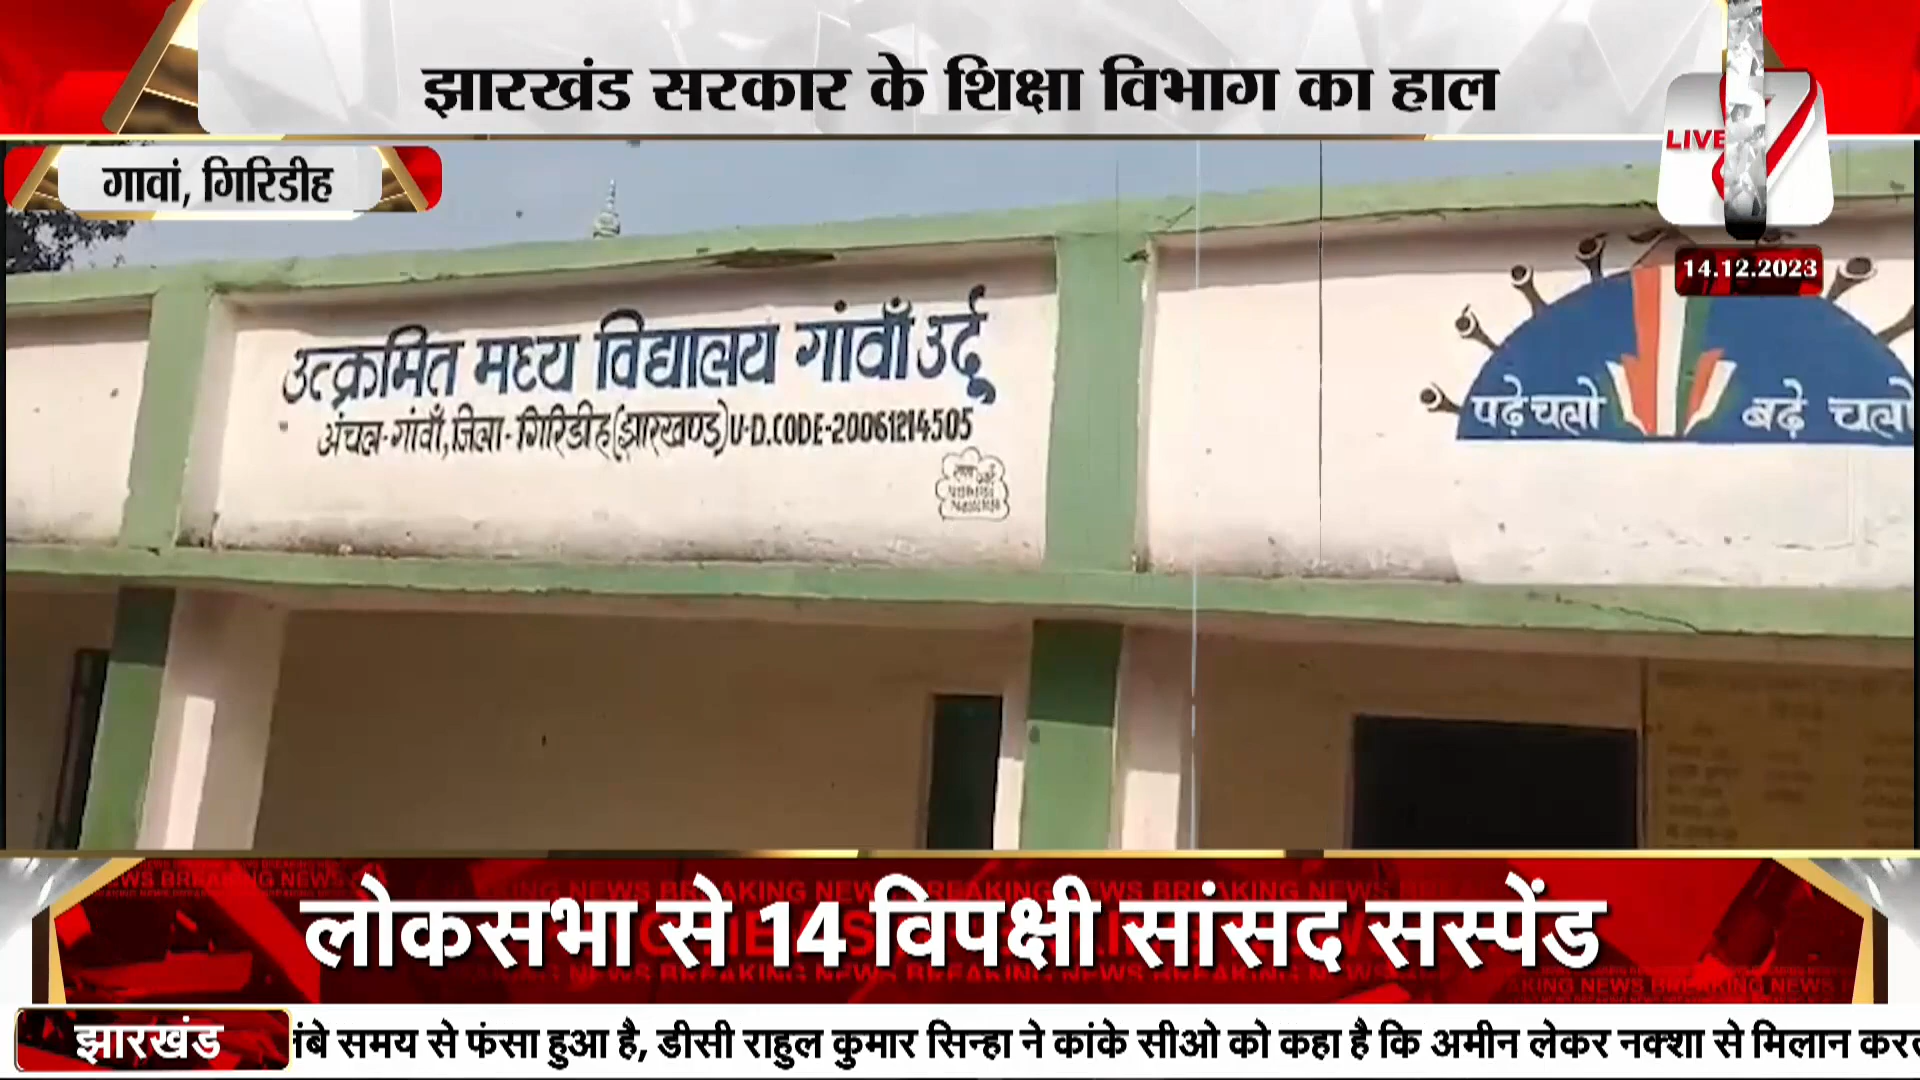 झारखंड सरकार के शिक्षा विभाग का हाल
LIVE 7
14.12.2023
गावां, गिरिडीह
उत्क्रमित मध्य विद्यालय गांवाँ उर्दू
अंचल-गांवाँ, जिला-गिरिडीह (झारखण्ड) U-D.CODE-20061214505
पढ़े चलो बढ़े चलो
लोकसभा से 14 विपक्षी सांसद सस्पेंड
झारखंड
समय से फंसा हुआ है, डीसी राहुल कुमार सिन्हा ने कांके सीओ को कहा है कि अमीन लेकर नक्शा से मिलान